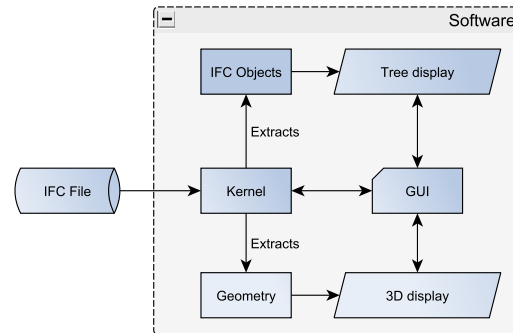 Software
IFC Objects
Tree display
Extracts
IFC File
Kernel
GUI
Extracts
Geometry
3D display